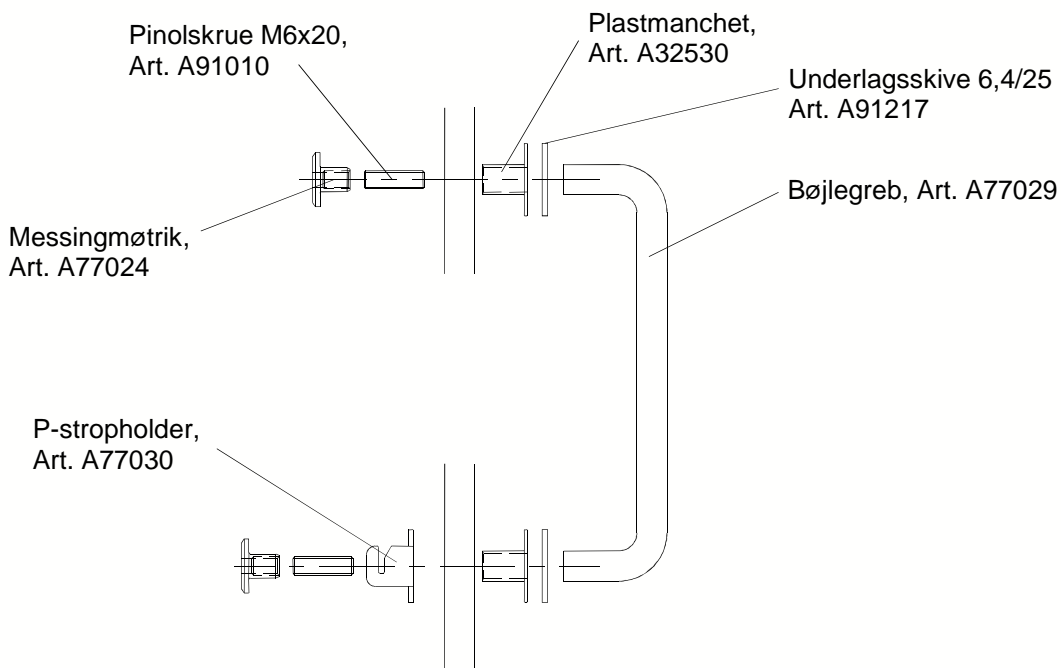 Pinolskrue M6x20,
Art. A91010
Plastmanchet,
Art. A32530
Underlagsskive 6,4/25
Art. A91217
Bøjlegreb, Art. A77029
Messingmøtrik,
Art. A77024
P-stropholder,
Art. A77030